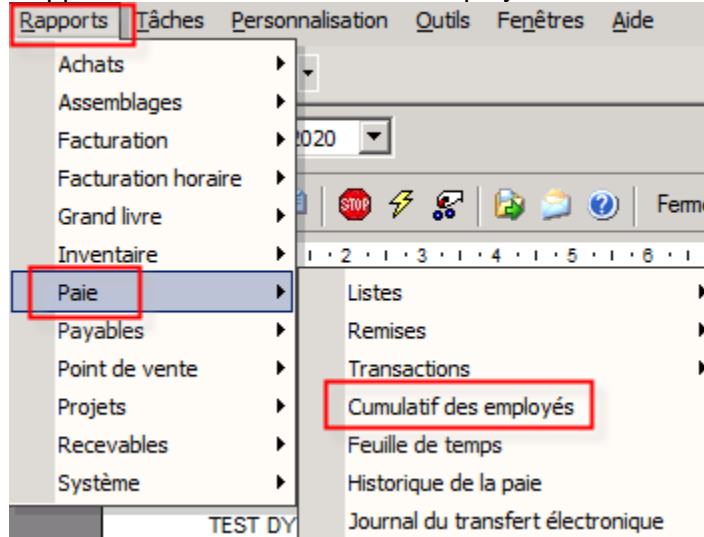 Rapports Tâches Personnalisation Outils Fenêtres Aide
Achats
Assemblages
Facturation
2020
Facturation horaire
STOP
Grand livre
Inventaire
2 3 4 5 6
Paie
Listes
Payables
Remises
Point de vente
Transactions
Projets
Cumulatif des employés
Recevables
Feuille de temps
Système
Historique de la paie
TEST DY
Journal du transfert électronique